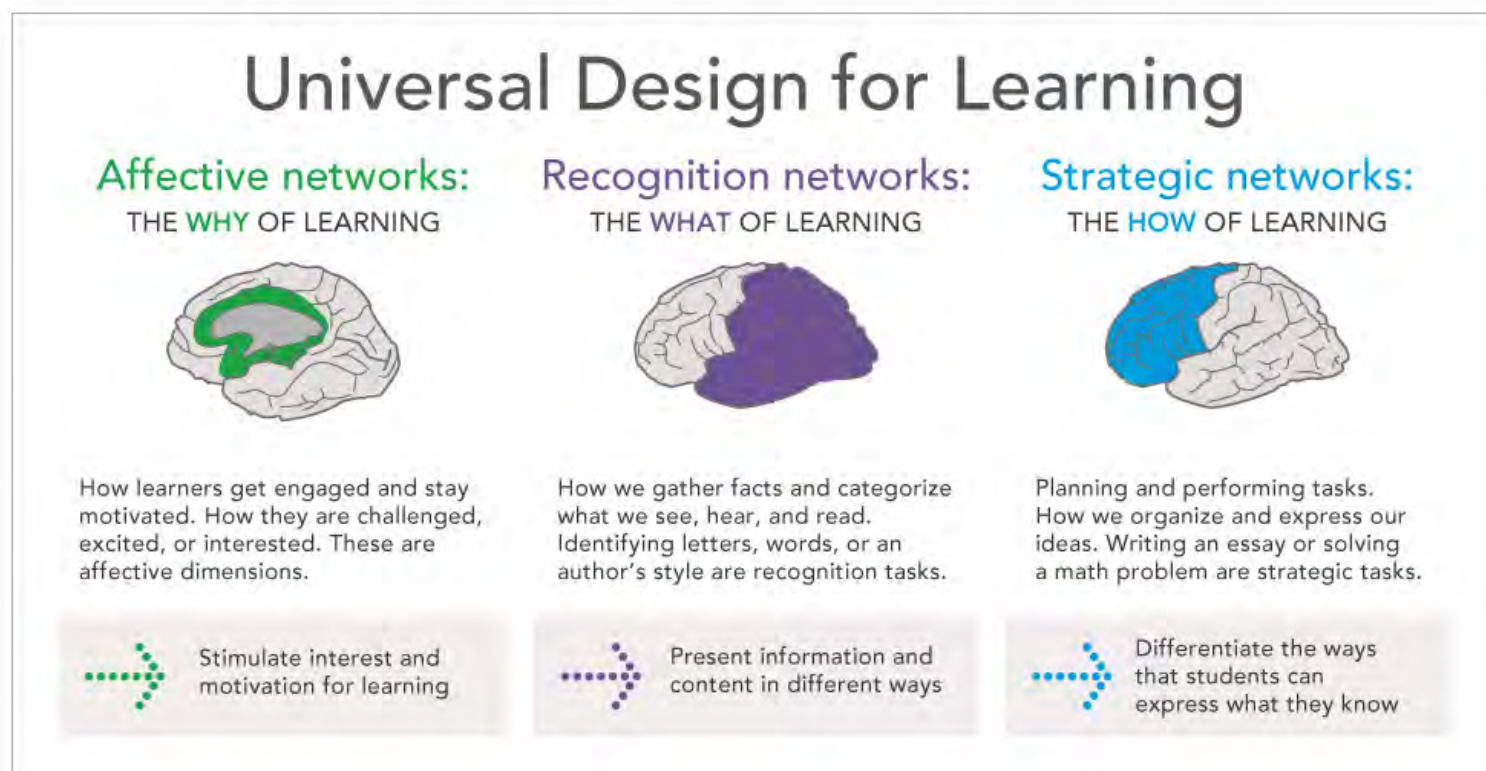 Universal Design for Learning
Affective networks:
THE WHY OF LEARNING
How learners get engaged and stay
motivated. How they are challenged,
excited, or interested. These are
affective dimensions.
Stimulate interest and
motivation for learning
Recognition networks:
THE WHAT OF LEARNING
How we gather facts and categorize
what we see, hear, and read.
Identifying letters, words, or an
author's style are recognition tasks.
Present information and
content in different ways
Strategic networks:
THE HOW OF LEARNING
Planning and performing tasks.
How we organize and express our
ideas. Writing an essay or solving
a math problem are strategic tasks.
Differentiate the ways
that students can
express what they know